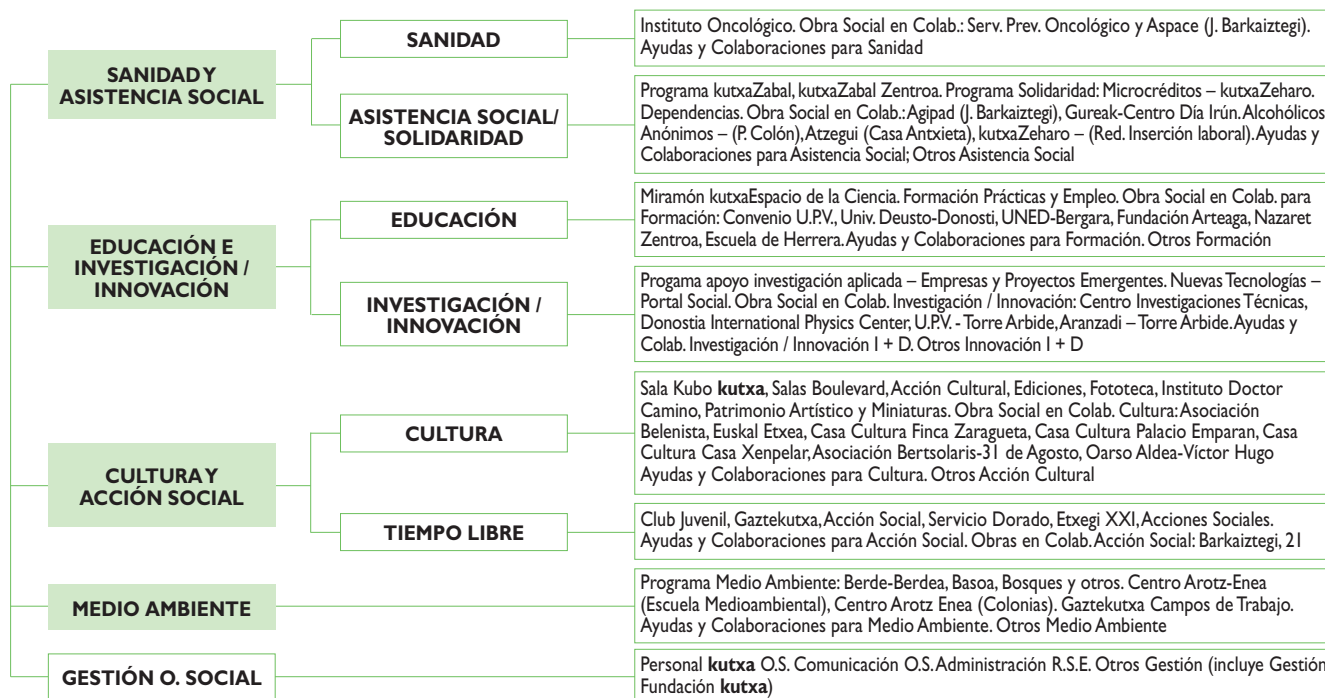 SANIDAD Y
ASISTENCIA SOCIAL
SANIDAD
Instituto Oncológico. Obra Social en Colab.: Serv. Prev. Oncológico y Aspace (J. Barkaiztegi).
Ayudas y Colaboraciones para Sanidad
ASISTENCIA SOCIAL/
SOLIDARIDAD
Programa kutxaZabal, kutxaZabal Zentroa. Programa Solidaridad: Microcréditos – kutxaZeharo.
Dependencias. Obra Social en Colab.: Agipad (J. Barkaiztegi), Gureak-Centro Día Irún. Alcohólicos
Anónimos – (P. Colón), Atzegui (Casa Antxieta), kutxaZeharo – (Red. Inserción laboral). Ayudas y
Colaboraciones para Asistencia Social; Otros Asistencia Social
EDUCACIÓN E
INVESTIGACIÓN /
INNOVACIÓN
EDUCACIÓN
Miramón kutxaEspacio de la Ciencia. Formación Prácticas y Empleo. Obra Social en Colab. para
Formación: Convenio U.P.V., Univ. Deusto-Donosti, UNED-Bergara, Fundación Arteaga, Nazaret
Zentroa, Escuela de Herrera. Ayudas y Colaboraciones para Formación. Otros Formación
INVESTIGACIÓN /
INNOVACIÓN
Progama apoyo investigación aplicada – Empresas y Proyectos Emergentes. Nuevas Tecnologías –
Portal Social. Obra Social en Colab. Investigación / Innovación: Centro Investigaciones Técnicas,
Donostia International Physics Center, U.P.V. - Torre Arbide, Aranzadi – Torre Arbide. Ayudas y
Colab. Investigación / Innovación I + D. Otros Innovación I + D
CULTURA Y
ACCIÓN SOCIAL
CULTURA
Sala Kubo kutxa, Salas Boulevard, Acción Cultural, Ediciones, Fototeca, Instituto Doctor
Camino, Patrimonio Artístico y Miniaturas. Obra Social en Colab. Cultura: Asociación
Belenista, Euskal Etxea, Casa Cultura Finca Zaragueta, Casa Cultura Palacio Emparan, Casa
Cultura Casa Xenpelar, Asociación Bertsolaris-31 de Agosto, Oarso Aldea-Víctor Hugo
Ayudas y Colaboraciones para Cultura. Otros Acción Cultural
TIEMPO LIBRE
Club Juvenil, Gaztekutxa, Acción Social, Servicio Dorado, Etxegi XXI, Acciones Sociales.
Ayudas y Colaboraciones para Acción Social. Obras en Colab. Acción Social: Barkaiztegi, 21
MEDIO AMBIENTE
Programa Medio Ambiente: Berde-Berdea, Basoa, Bosques y otros. Centro Arotz-Enea
(Escuela Medioambiental), Centro Arotz Enea (Colonias). Gaztekutxa Campos de Trabajo.
Ayudas y Colaboraciones para Medio Ambiente. Otros Medio Ambiente
GESTIÓN O. SOCIAL
Personal kutxa O.S. Comunicación O.S. Administración R.S.E. Otros Gestión (incluye Gestión
Fundación kutxa)